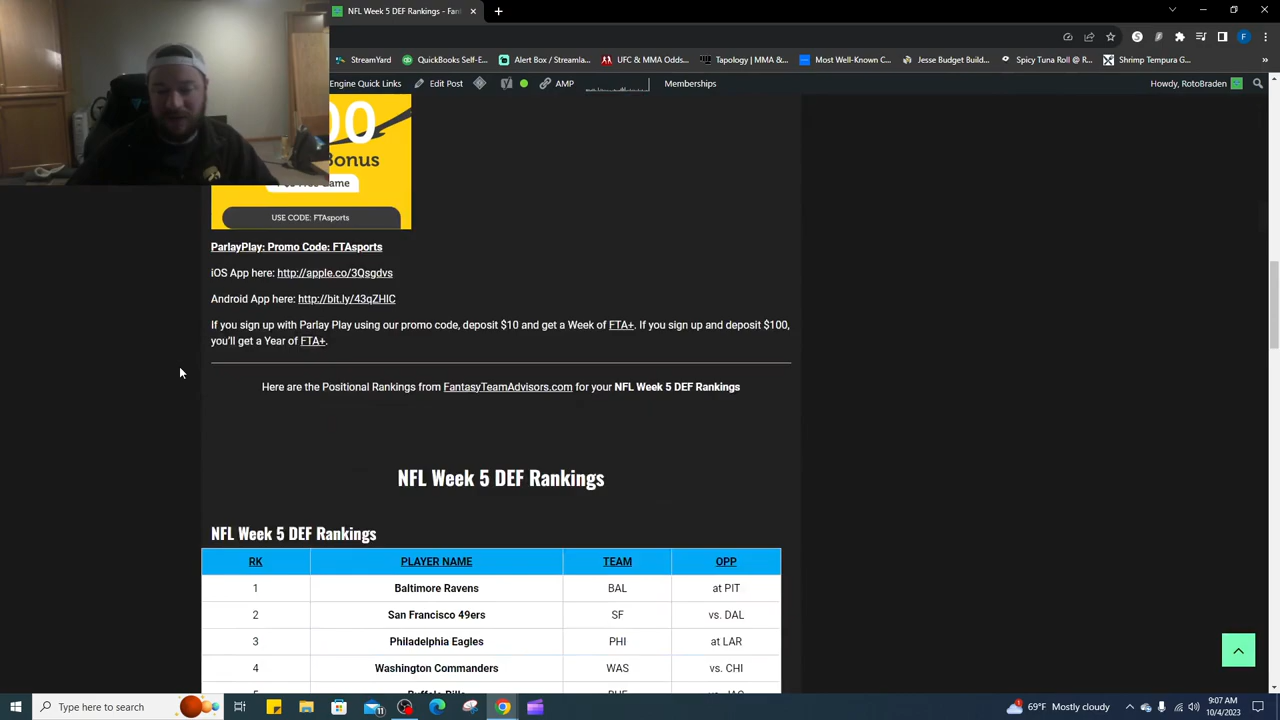 NFL Week 5 DEF Rankings - Fan
StreamYard
QuickBooks Self-E...
Alert Box / Streamla...
UFC & MMA Odds...
Tapology | MMA &...
Most Well-Known C...
Jesse Budget Build...
Spicy Tuna Roll a...
Shrimp Tempura G...
Engine Quick Links
Edit Post
AMP
Memberships
Howdy, RotoBraden
00
Bonus
Game
USE CODE: FTAsports
ParlayPlay: Promo Code: FTAsports
iOS App here: http://apple.co/3Qsgdvs
Android App here: http://bit.ly/43qZHIC
If you sign up with Parlay Play using our promo code, deposit $10 and get a Week of FTA+. If you sign up and deposit $100,
you'll get a Year of FTA+.
Here are the Positional Rankings from FantasyTeamAdvisors.com for your NFL Week 5 DEF Rankings
NFL Week 5 DEF Rankings
NFL Week 5 DEF Rankings
RK PLAYER NAME TEAM OPP
1 Baltimore Ravens BAL at PIT
2 San Francisco 49ers SF vs. DAL
3 Philadelphia Eagles PHI at LAR
4 Washington Commanders WAS vs. CHI
Type here to search
69°F Mostly cloudy
9:07 AM
10/4/2023